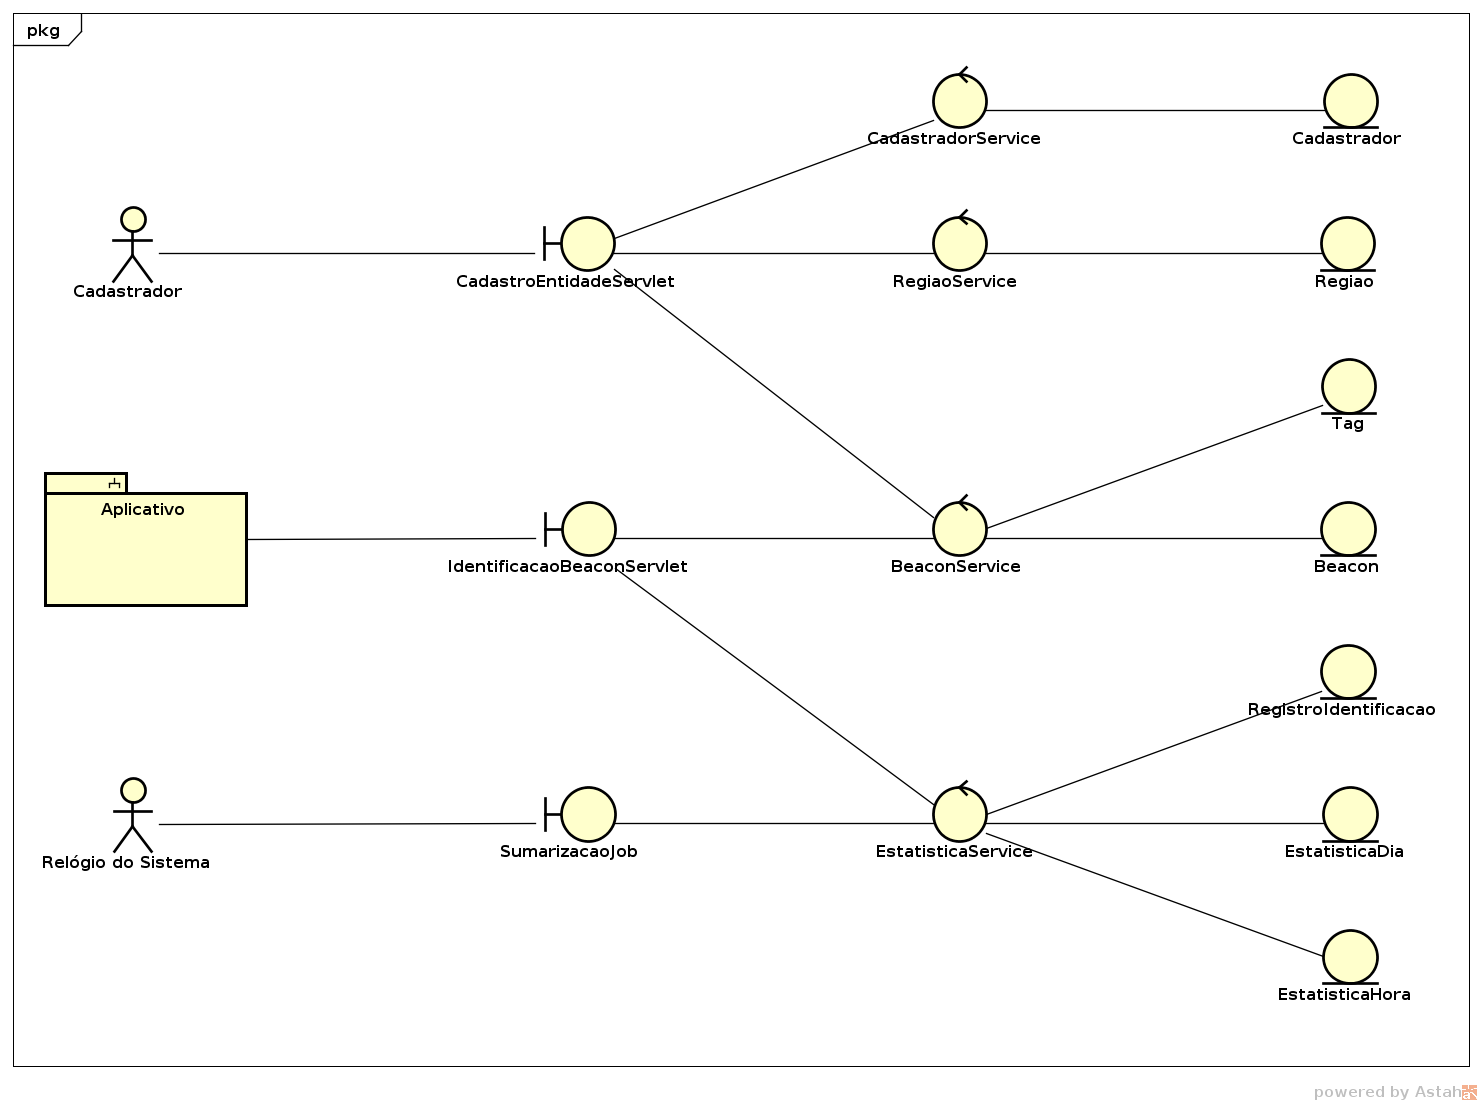 pkg
CadastradorService
Cadastrador
Cadastrador
CadastroEntidadeServlet
RegiaoService
Regiao
Tag
Aplicativo
IdentificacaoBeaconServlet
BeaconService
Beacon
RegistroIdentificacao
Relógio do Sistema
SumarizacaoJob
EstatisticaService
EstatisticaDia
EstatisticaHora
powered by Astah